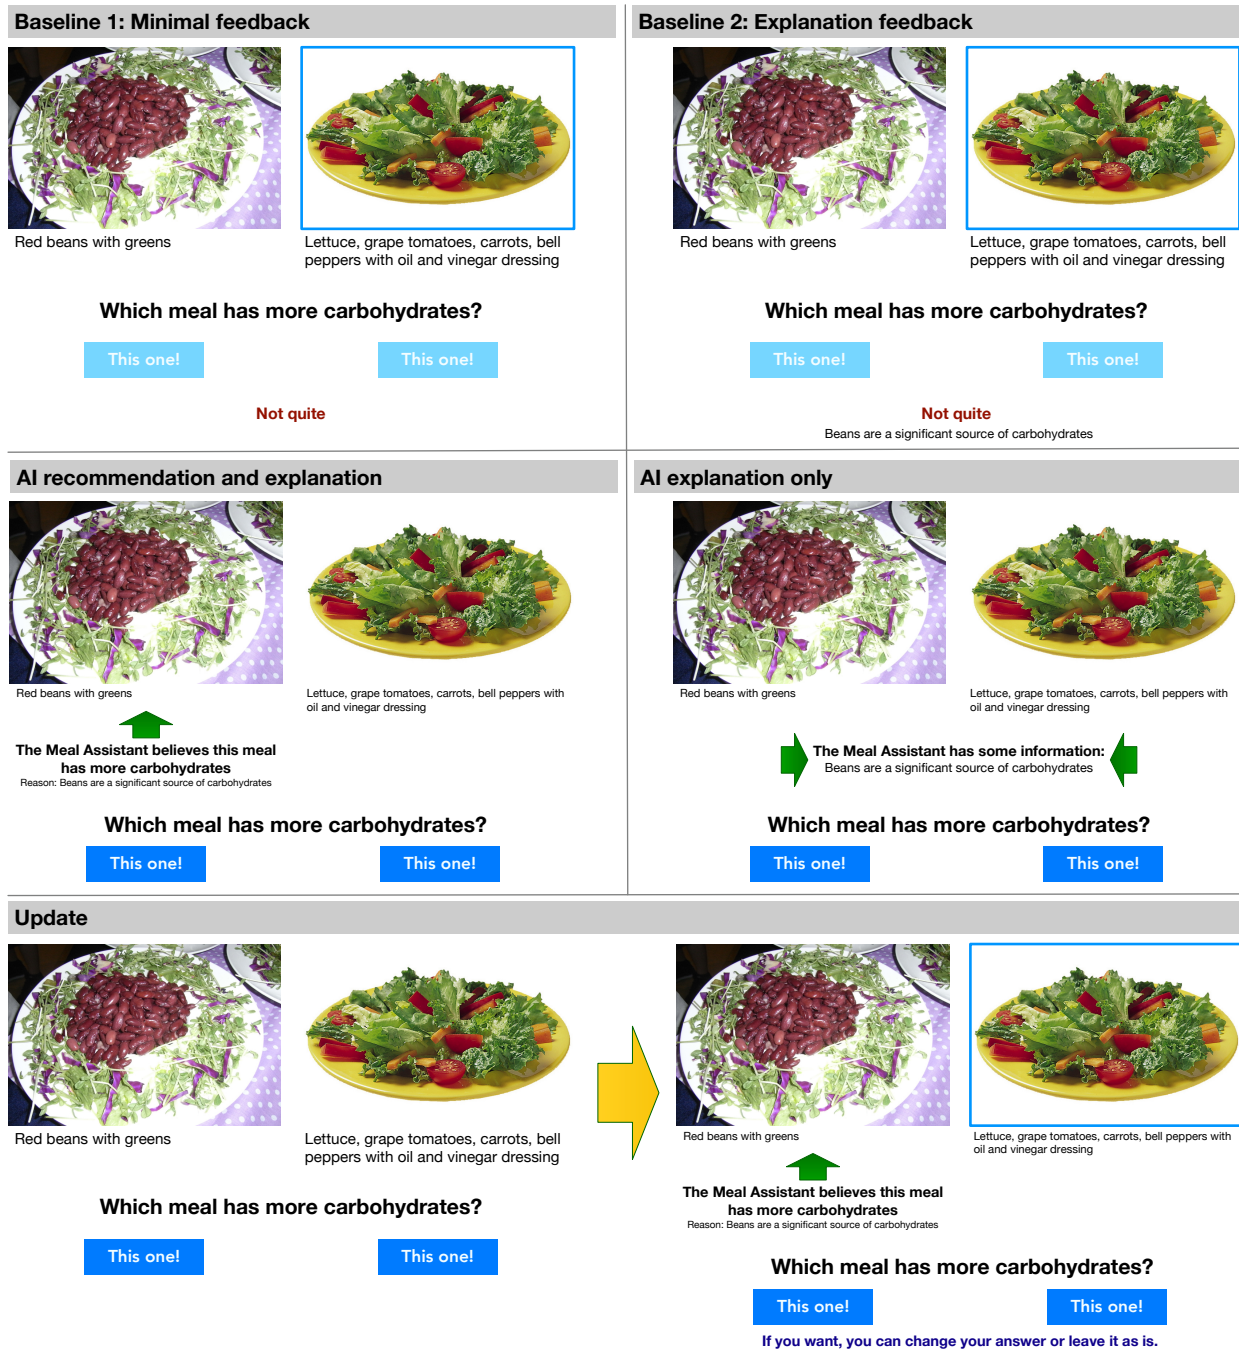 Baseline 1: Minimal feedback
Red beans with greens
Lettuce, grape tomatoes, carrots, bell
peppers with oil and vinegar dressing
Which meal has more carbohydrates?
This one!
This one!
Not quite
Baseline 2: Explanation feedback
Red beans with greens
Lettuce, grape tomatoes, carrots, bell
peppers with oil and vinegar dressing
Which meal has more carbohydrates?
This one!
This one!
Not quite
Beans are a significant source of carbohydrates
AI recommendation and explanation
Red beans with greens
Lettuce, grape tomatoes, carrots, bell peppers with
oil and vinegar dressing
The Meal Assistant believes this meal
has more carbohydrates
Reason: Beans are a significant source of carbohydrates
Which meal has more carbohydrates?
This one!
This one!
AI explanation only
Red beans with greens
Lettuce, grape tomatoes, carrots, bell peppers with
oil and vinegar dressing
The Meal Assistant has some information:
Beans are a significant source of carbohydrates
Which meal has more carbohydrates?
This one!
This one!
Update
Red beans with greens
Lettuce, grape tomatoes, carrots, bell
peppers with oil and vinegar dressing
Which meal has more carbohydrates?
This one!
This one!
Red beans with greens
Lettuce, grape tomatoes, carrots, bell peppers with
oil and vinegar dressing
The Meal Assistant believes this meal
has more carbohydrates
Reason: Beans are a significant source of carbohydrates
Which meal has more carbohydrates?
This one!
This one!
If you want, you can change your answer or leave it as is.